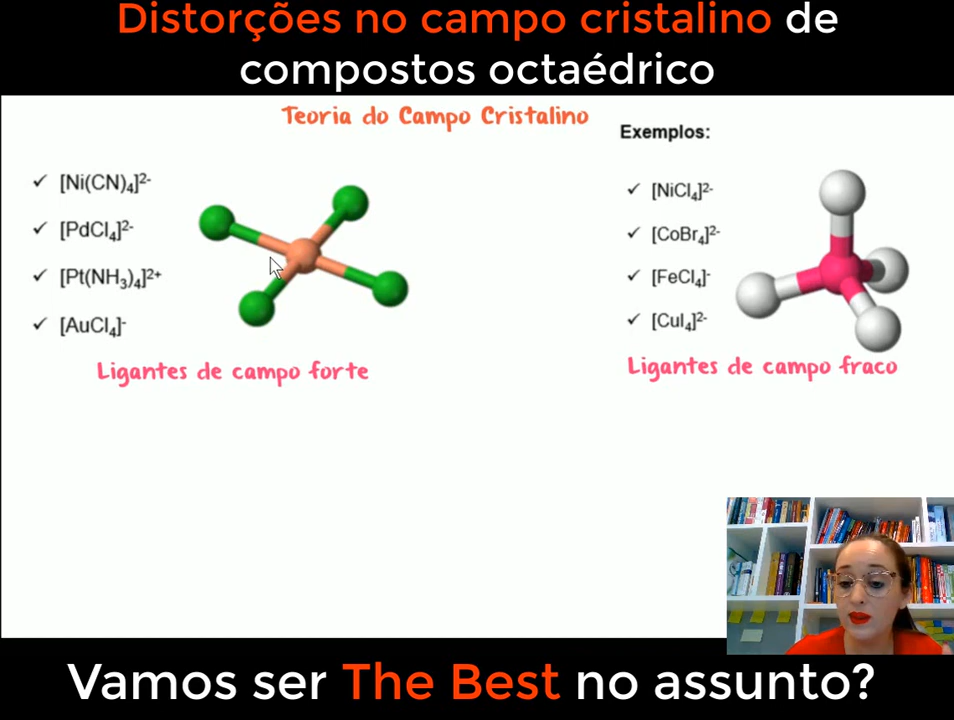 Distorções no campo cristalino de
compostos octaédrico
Teoria do Campo Cristalino
✓ [Ni(CN)₄]²⁻
✓ [PdCl₄]²⁻
✓ [Pt(NH₃)₄]²⁺
✓ [AuCl₄]⁻
Ligantes de campo forte
Exemplos:
✓ [NiCl₄]²⁻
✓ [CoBr₄]²⁻
✓ [FeCl₄]⁻
✓ [CuI₄]²⁻
Ligantes de campo fraco
Vamos ser The Best no assunto?